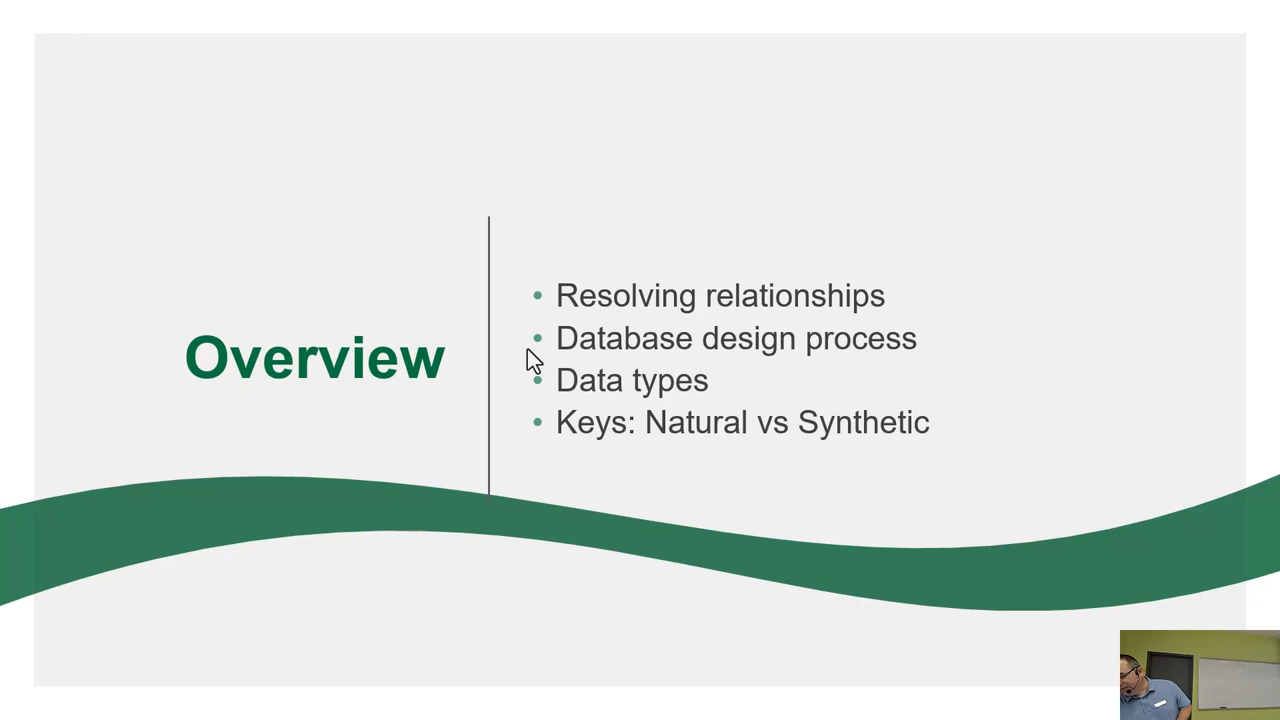 Overview
Resolving relationships
Database design process
Data types
Keys: Natural vs Synthetic